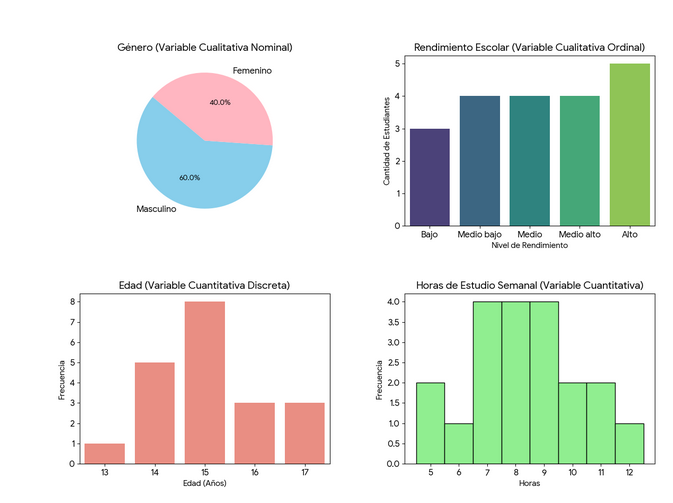 Género (Variable Cualitativa Nominal)
Femenino
40.0%
60.0%
Masculino
Rendimiento Escolar (Variable Cualitativa Ordinal)
Cantidad de Estudiantes
5
4
3
2
1
0
Bajo Medio bajo Medio Medio alto Alto
Nivel de Rendimiento
Edad (Variable Cuantitativa Discreta)
Frecuencia
8
7
6
5
4
3
2
1
0
13 14 15 16 17
Edad (Años)
Horas de Estudio Semanal (Variable Cuantitativa)
Frecuencia
4.0
3.5
3.0
2.5
2.0
1.5
1.0
0.5
0.0
5 6 7 8 9 10 11 12
Horas